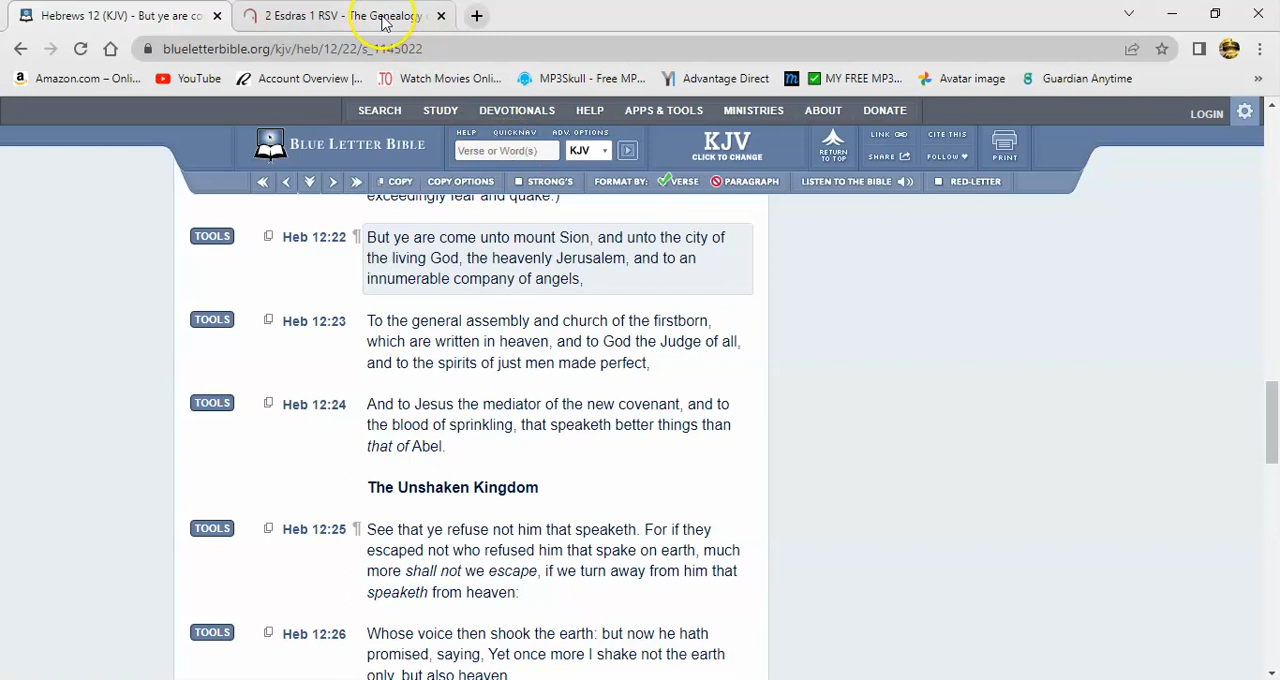 Hebrews 12 (KJV) - But ye are co
2 Esdras 1 RSV - The Genealogy
blueletterbible.org/kjv/heb/12/22/s_1145022
Amazon.com – Onli...
YouTube
Account Overview |...
TO Watch Movies Onl...
MP3Skull - Free MP...
Advantage Direct
MY FREE MP3...
Avatar image
Guardian Anytime
»
SEARCH STUDY DEVOTIONALS HELP APPS & TOOLS MINISTRIES ABOUT DONATE
LOGIN
BLUE LETTER BIBLE
HELP QUICKNAV ADV. OPTIONS
Verse or Word(s) KJV
KJV
CLICK TO CHANGE
RETURN
TO TOP
LINK
CITE THIS
SHARE
FOLLOW
PRINT
COPY COPY OPTIONS STRONG'S FORMAT BY: VERSE PARAGRAPH LISTEN TO THE BIBLE RED-LETTER
exceedingly fear and quake:)
TOOLS Heb 12:22 ¶ But ye are come unto mount Sion, and unto the city of
the living God, the heavenly Jerusalem, and to an
innumerable company of angels,
TOOLS Heb 12:23 To the general assembly and church of the firstborn,
which are written in heaven, and to God the Judge of all,
and to the spirits of just men made perfect,
TOOLS Heb 12:24 And to Jesus the mediator of the new covenant, and to
the blood of sprinkling, that speaketh better things than
that of Abel.
The Unshaken Kingdom
TOOLS Heb 12:25 ¶ See that ye refuse not him that speaketh. For if they
escaped not who refused him that spake on earth, much
more shall not we escape, if we turn away from him that
speaketh from heaven:
TOOLS Heb 12:26 Whose voice then shook the earth: but now he hath
promised, saying, Yet once more I shake not the earth
only, but also heaven.